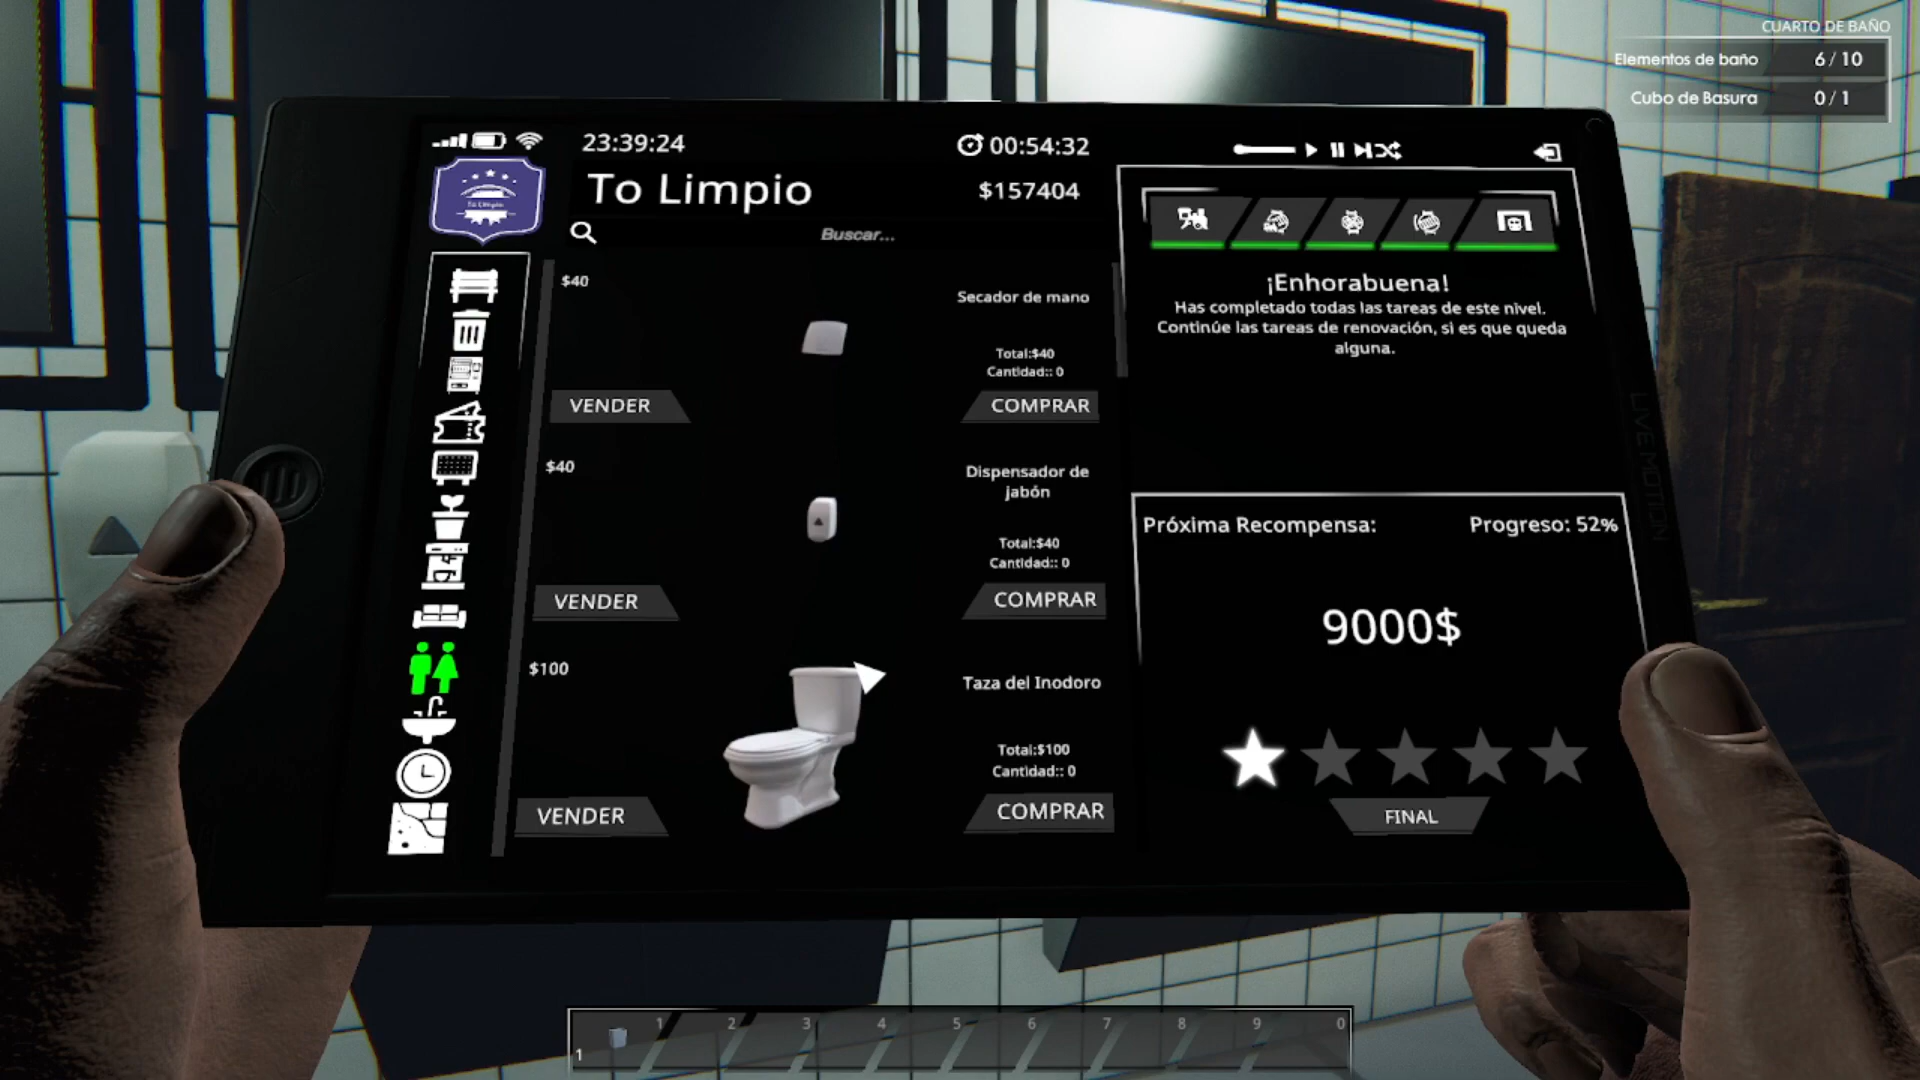 CUARTO DE BAÑO
Elementos de baño 6/10
Cubo de Basura 0/1
23:39:24
00:54:32
To Limpio
To Limpio
$157404
Buscar...
$40
Secador de mano
Total:$40
Cantidad:: 0
VENDER
COMPRAR
$40
Dispensador de
jabón
Total:$40
Cantidad:: 0
VENDER
COMPRAR
$100
Taza del Inodoro
Total:$100
Cantidad:: 0
VENDER
COMPRAR
¡Enhorabuena!
Has completado todas las tareas de este nivel.
Continúe las tareas de renovación, si es que queda
alguna.
Próxima Recompensa:
Progreso: 52%
9000$
FINAL
LIVE MOTION
1 2 3 4 5 6 7 8 9 0
1